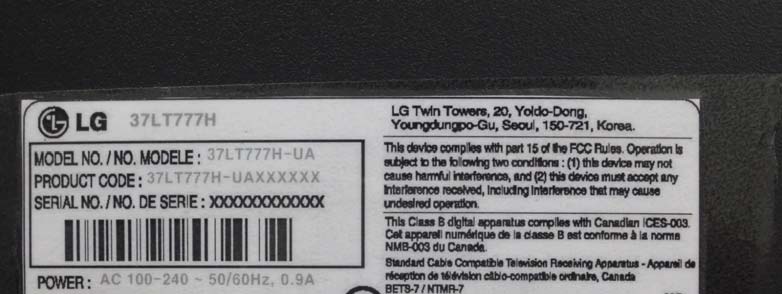 LG 37LT777H
MODEL NO. / NO. MODELE : 37LT777H-UA
PRODUCT CODE : 37LT777H-UAXXXXXX
SERIAL NO. / NO. DE SERIE : XXXXXXXXXXXXX
POWER : AC 100-240 ~ 50/60Hz, 0.9A
LG Twin Towers, 20, Yoido-Dong,
Youngdungpo-Gu, Seoul, 150-721, Korea.
This device complies with part 15 of the FCC Rules. Operation is
subject to the following two conditions : (1) this device may not
cause harmful interference, and (2) this device must accept any
interference received, including interference that may cause
undesired operation.
This Class B digital apparatus complies with Canadian ICES-003.
Cet appareil numérique de la classe B est conforme à la norme
NMB-003 du Canada.
Standard Cable Compatible Television Receiving Apparatus - Appareil de
réception de télévision câblo-compatible ordinaire, Canada
BETS-7 / NTMR-7